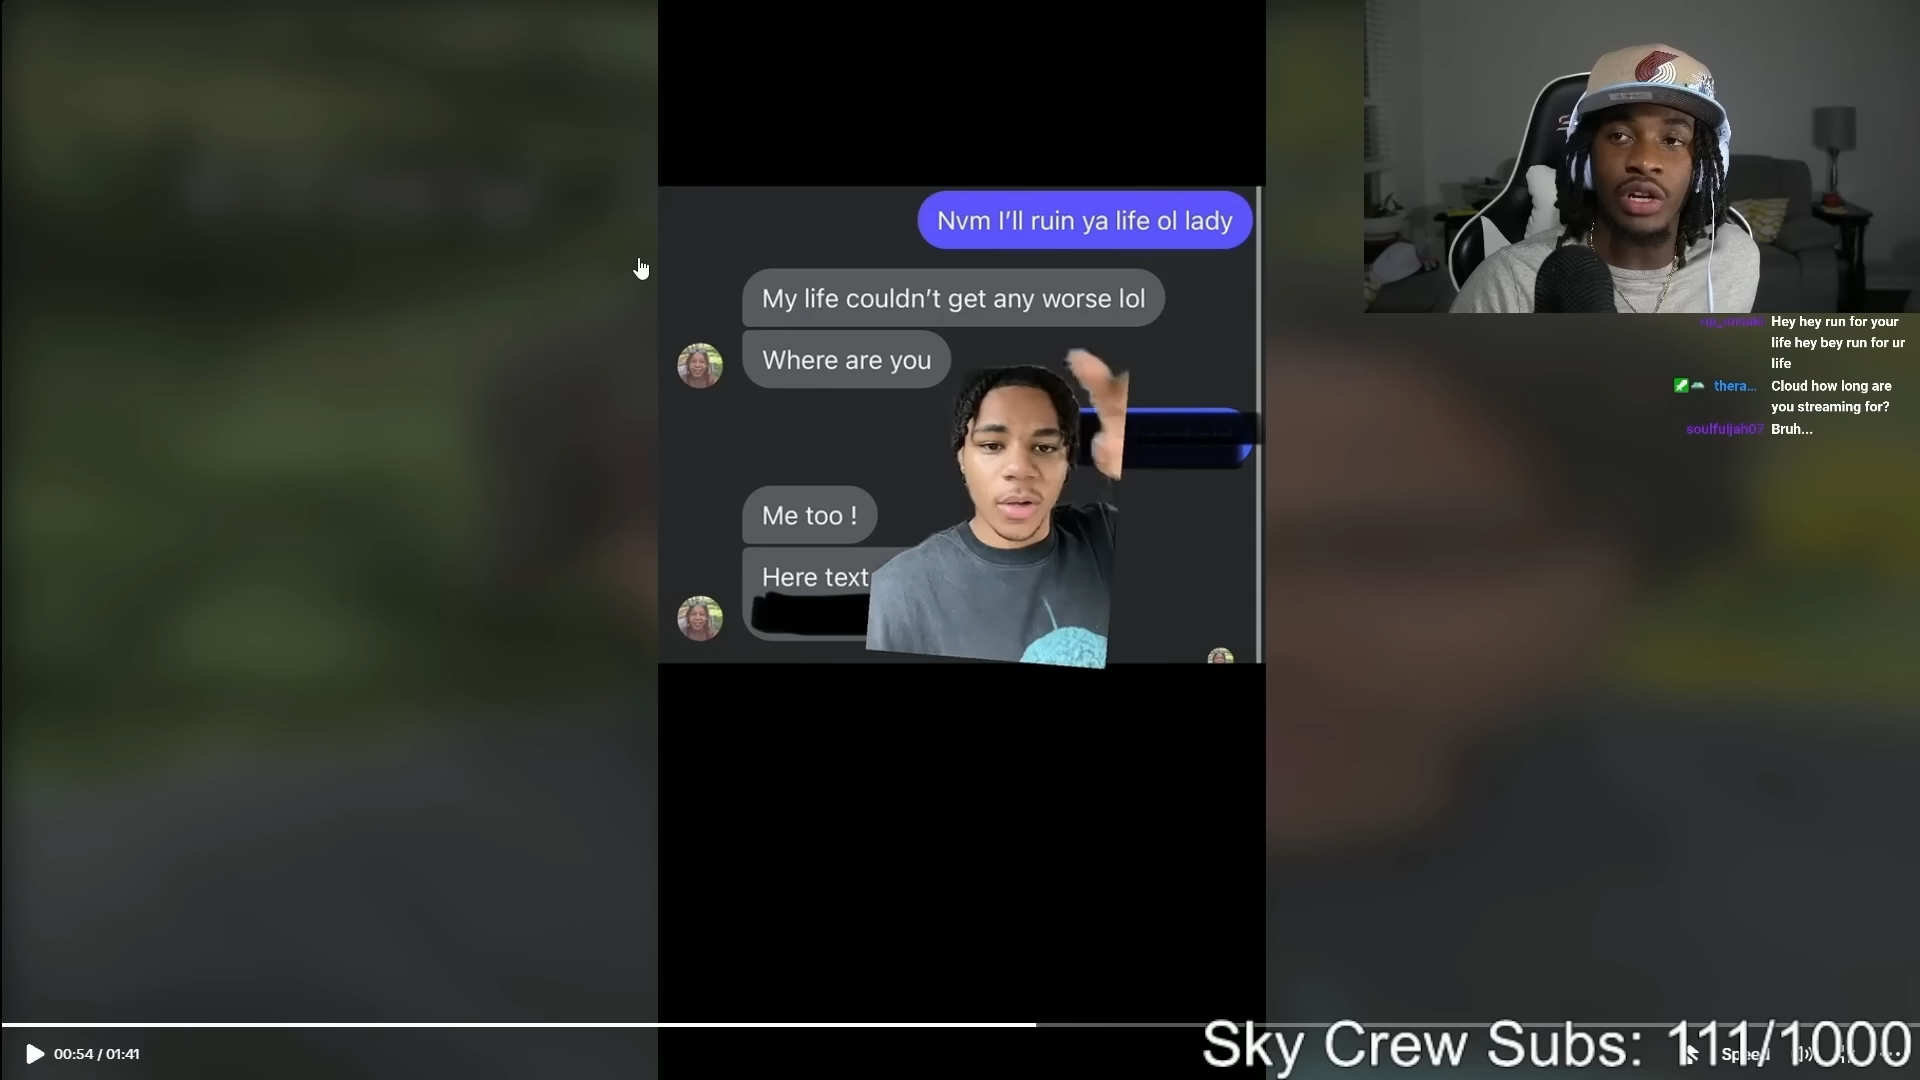 Nvm I’ll ruin ya life ol lady
My life couldn’t get any worse lol
Where are you
Me too !
Here text
Hey hey run for your
life hey bey run for ur
life
thera... Cloud how long are
you streaming for?
soulfuljah07 Bruh...
00:54 / 01:41
Speed
Sky Crew Subs: 111/1000